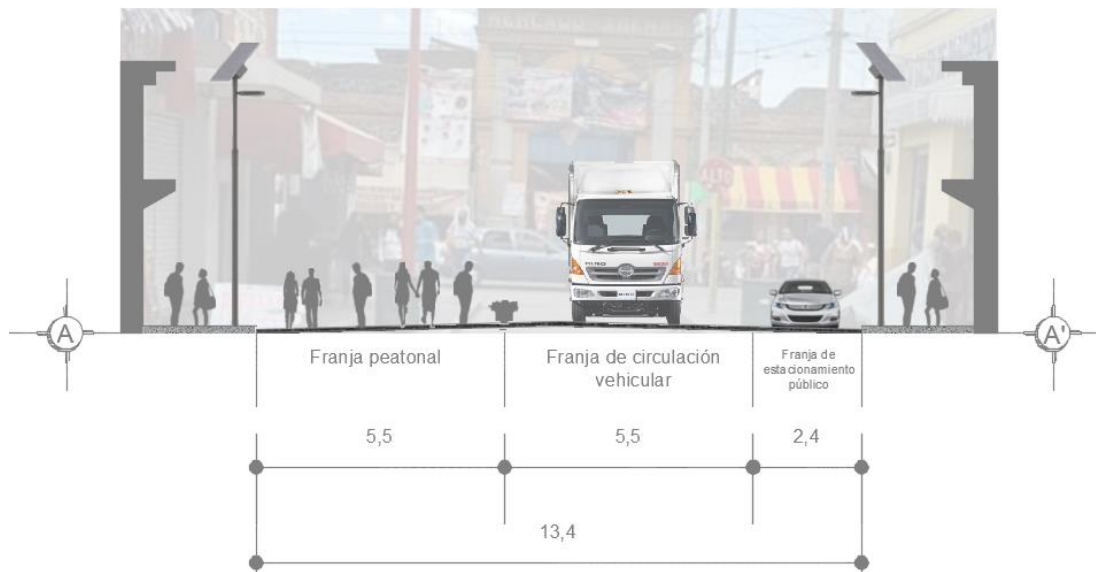 MERCADO
ALTO
A
A'
Franja peatonal
Franja de circulación
vehicular
Franja de
estacionamiento
público
5,5
5,5
2,4
13,4